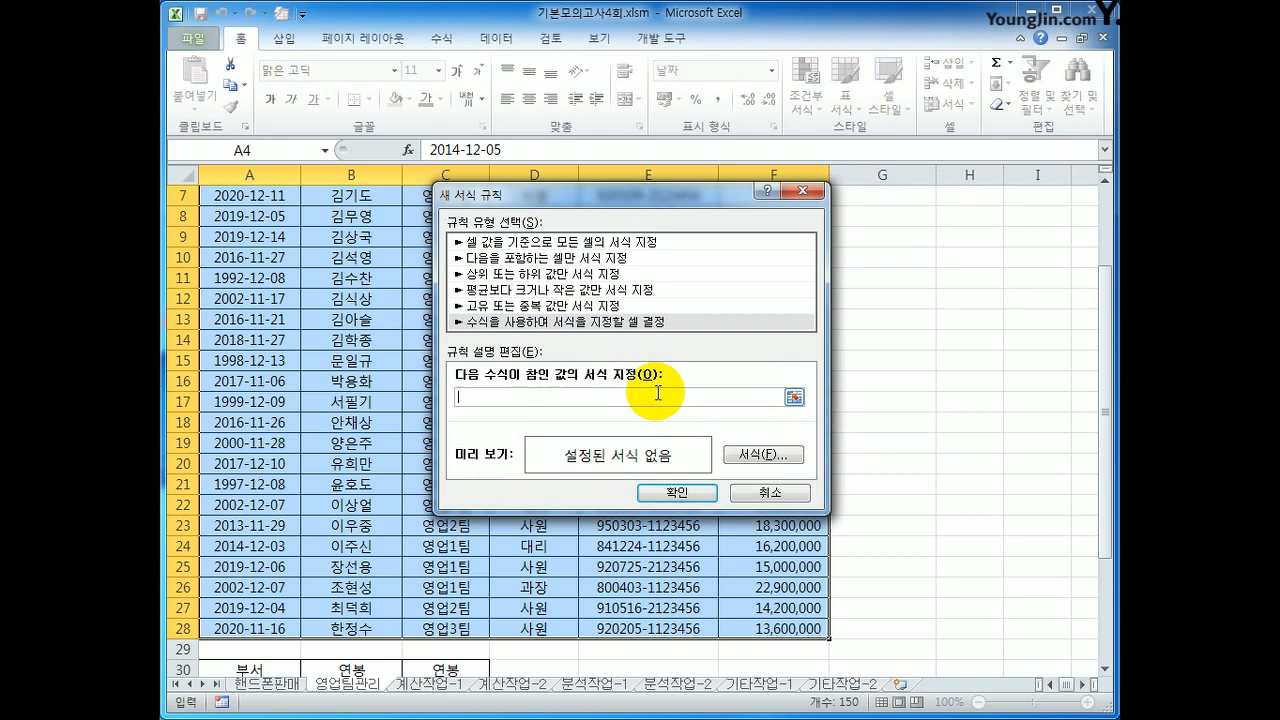 기본모의고사4회.xlsm - Microsoft Excel
YoungJin.com Y.
파일 홈 삽입 페이지 레이아웃 수식 데이터 검토 보기 개발 도구
맑은 고딕 11 날짜
붙여넣기 조건부 서식 표 서식 셀 스타일 삽입 삭제 서식 정렬 및 필터 찾기 및 선택
클립보드 글꼴 맞춤 표시 형식 스타일 셀 편집
A4 fx 2014-12-05
A B C D E F G H I
7 2020-12-11 김기도
8 2019-12-05 김무영
9 2019-12-14 김상국
10 2016-11-27 김석영
11 1992-12-08 김수찬
12 2002-11-17 김식상
13 2016-11-21 김아슬
14 2018-11-27 김학종
15 1998-12-13 문일규
16 2017-11-06 박용화
17 1999-12-09 서필기
18 2016-11-26 안채상
19 2000-11-28 양은주
20 2017-12-10 유희만
21 1997-12-08 윤호도
22 2002-12-07 이상얼
23 2013-11-29 이우중 영업2팀 사원 950303-1123456 18,300,000
24 2014-12-03 이주신 영업1팀 대리 841224-1123456 16,200,000
25 2019-12-06 장선용 영업1팀 사원 920725-2123456 15,000,000
26 2002-12-07 조현성 영업1팀 과장 800403-1123456 22,900,000
27 2019-12-04 최덕희 영업2팀 사원 910516-2123456 14,200,000
28 2020-11-16 한정수 영업3팀 사원 920205-1123456 13,600,000
29
30 부서 연봉 연봉
새 서식 규칙
규칙 유형 선택(S):
► 셀 값을 기준으로 모든 셀의 서식 지정
► 다음을 포함하는 셀만 서식 지정
► 상위 또는 하위 값만 서식 지정
► 평균보다 크거나 작은 값만 서식 지정
► 고유 또는 중복 값만 서식 지정
► 수식을 사용하여 서식을 지정할 셀 결정
규칙 설명 편집(E):
다음 수식이 참인 값의 서식 지정(O):
미리 보기: 설정된 서식 없음 서식(F)...
확인 취소
핸드폰판매 영업팀관리 계산작업-1 계산작업-2 분석작업-1 분석작업-2 기타작업-1 기타작업-2
입력 개수: 150 100%